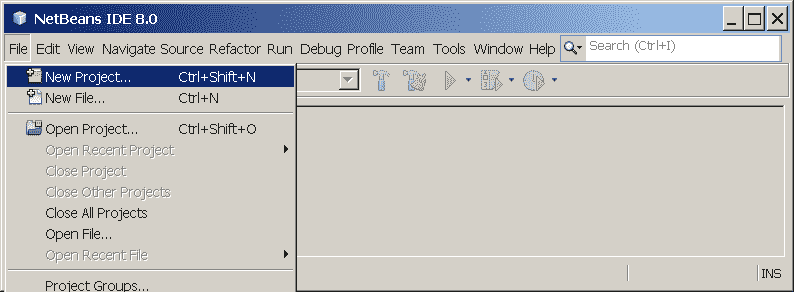 NetBeans IDE 8.0
File Edit View Navigate Source Refactor Run Debug Profile Team Tools Window Help Search (Ctrl+I)
New Project... Ctrl+Shift+N
New File... Ctrl+N
Open Project... Ctrl+Shift+O
Open Recent Project
Close Project
Close Other Projects
Close All Projects
Open File...
Open Recent File
INS
Project Groups...